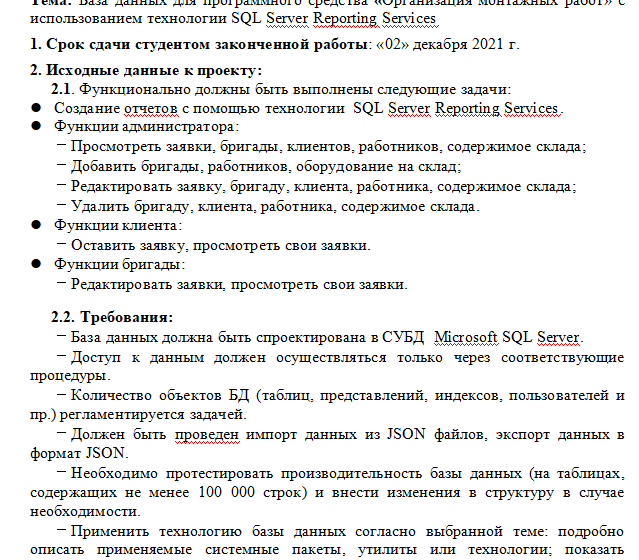 Тема: База данных для программного средства «Организация монтажных работ» с
использованием технологии SQL Server Reporting Services
1. Срок сдачи студентом законченной работы: «02» декабря 2021 г.
2. Исходные данные к проекту:
2.1. Функционально должны быть выполнены следующие задачи:
● Создание отчетов с помощью технологии SQL Server Reporting Services.
● Функции администратора:
− Просмотреть заявки, бригады, клиентов, работников, содержимое склада;
− Добавить бригады, работников, оборудование на склад;
− Редактировать заявку, бригаду, клиента, работника, содержимое склада;
− Удалить бригаду, клиента, работника, содержимое склада.
● Функции клиента:
− Оставить заявку, просмотреть свои заявки.
● Функции бригады:
− Редактировать заявки, просмотреть свои заявки.
2.2. Требования:
− База данных должна быть спроектирована в СУБД Microsoft SQL Server.
− Доступ к данным должен осуществляться только через соответствующие
процедуры.
− Количество объектов БД (таблиц, представлений, индексов, пользователей и
пр.) регламентируется задачей.
− Должен быть проведен импорт данных из JSON файлов, экспорт данных в
формат JSON.
− Необходимо протестировать производительность базы данных (на таблицах,
содержащих не менее 100 000 строк) и внести изменения в структуру в случае
необходимости.
− Применить технологию базы данных согласно выбранной теме: подробно
описать применяемые системные пакеты, утилиты или технологии; показать